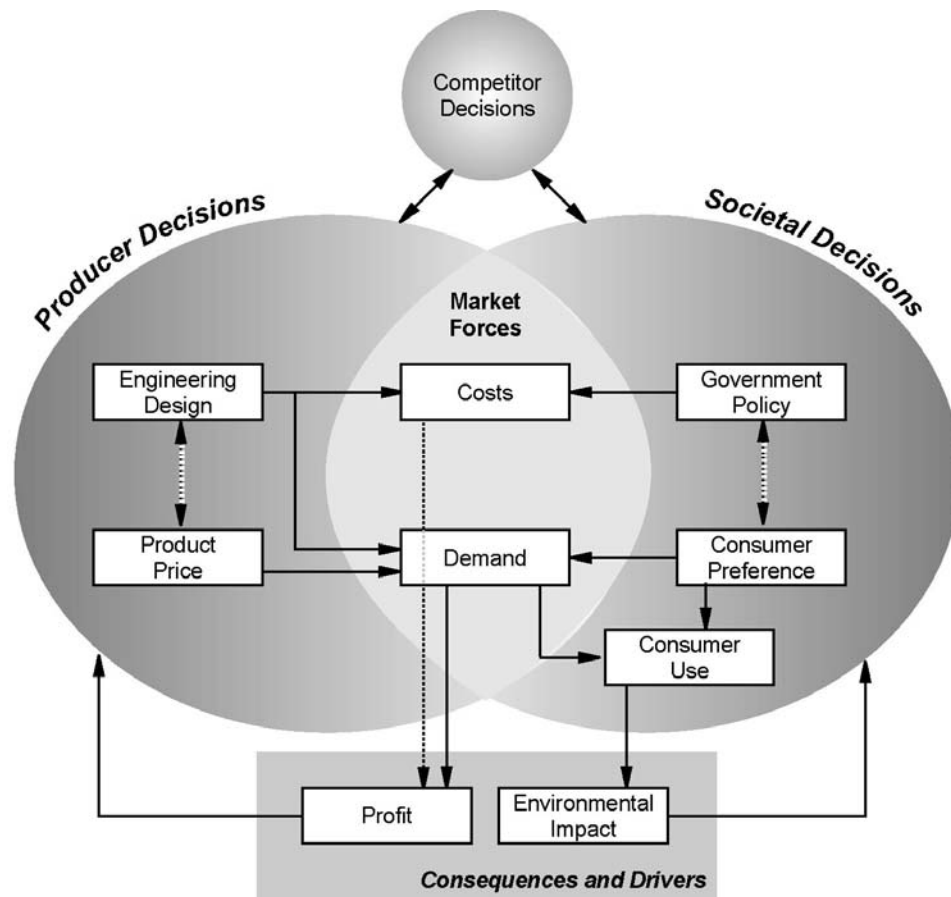 Competitor
Decisions
Producer Decisions
Societal Decisions
Market
Forces
Engineering
Design
Costs
Government
Policy
Product
Price
Demand
Consumer
Preference
Consumer
Use
Profit
Environmental
Impact
Consequences and Drivers